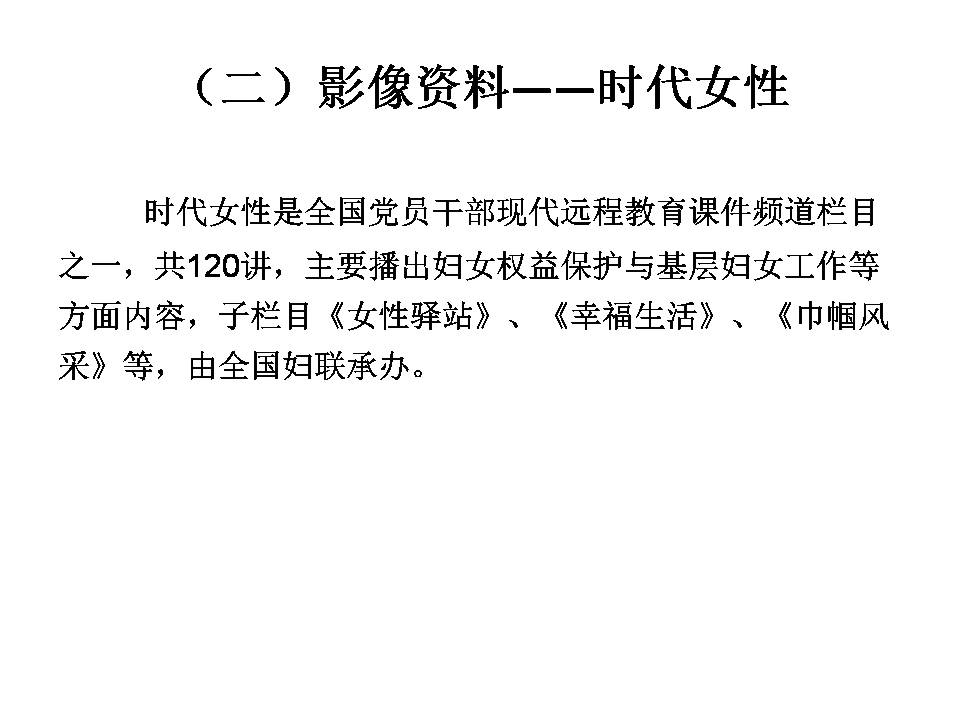 （二）影像资料——时代女性
时代女性是全国党员干部现代远程教育课件频道栏目
之一，共120讲，主要播出妇女权益保护与基层妇女工作等
方面内容，子栏目《女性驿站》、《幸福生活》、《巾帼风
采》等，由全国妇联承办。